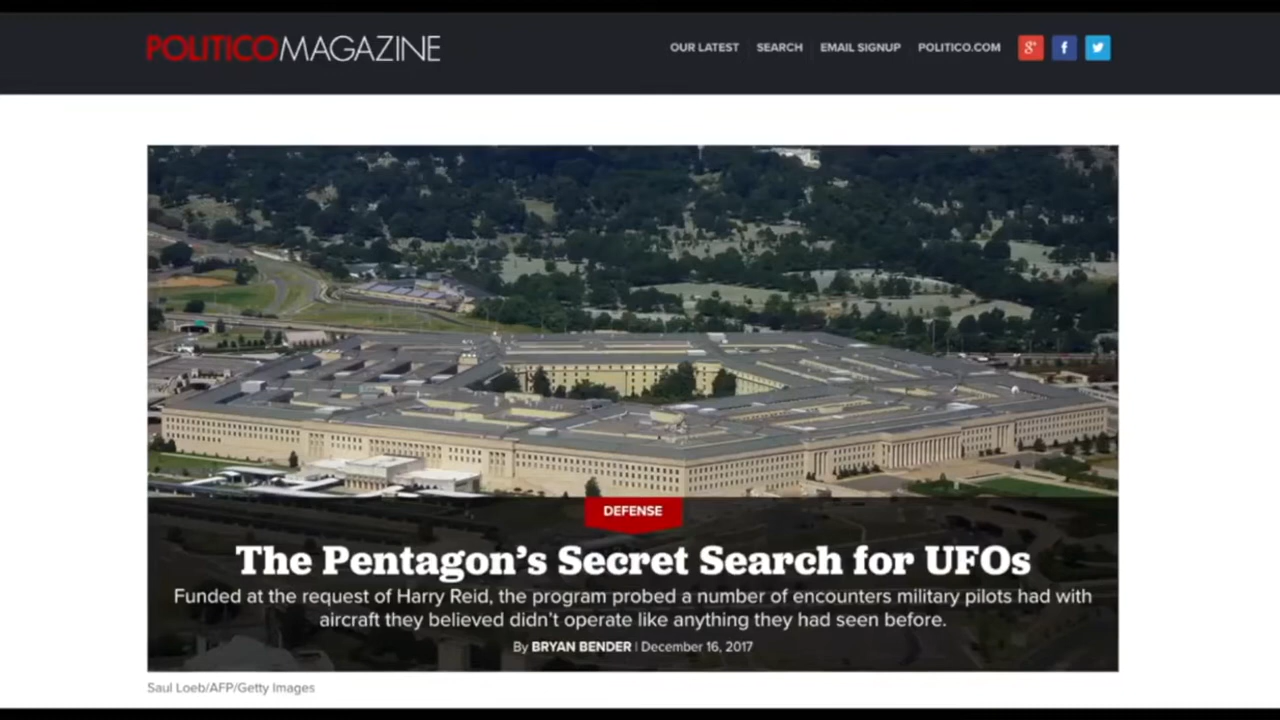 POLITICOMAGAZINE
OUR LATEST SEARCH EMAIL SIGNUP POLITICO.COM g+ f
DEFENSE
The Pentagon's Secret Search for UFOs
Funded at the request of Harry Reid, the program probed a number of encounters military pilots had with
aircraft they believed didn't operate like anything they had seen before.
By BRYAN BENDER | December 16, 2017
Saul Loeb/AFP/Getty Images